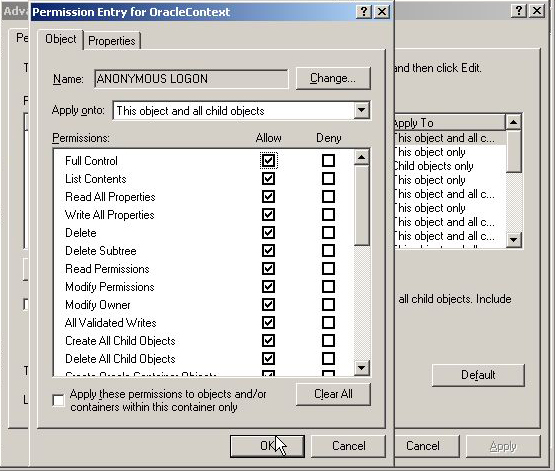 Adva
Permission Entry for OracleContext
Pe
Object
Properties
T
and then click Edit.
Name:
ANONYMOUS LOGON
Change...
P
Apply onto:
This object and all child objects
Apply To
Permissions:
Allow
Deny
This object and all c...
Full Control
This object only
List Contents
Child objects only
Read All Properties
This object only
Write All Properties
This object and all c...
Delete
This object only
Delete Subtree
This object and all c...
Read Permissions
This object and all c...
Modify Permissions
Modify Owner
all child objects. Include
All Validated Writes
Create All Child Objects
Delete All Child Objects
Create Oracle Container Objects
T
Default
Apply these permissions to objects and/or
containers within this container only
Clear All
L
OK
Cancel
Cancel
Apply